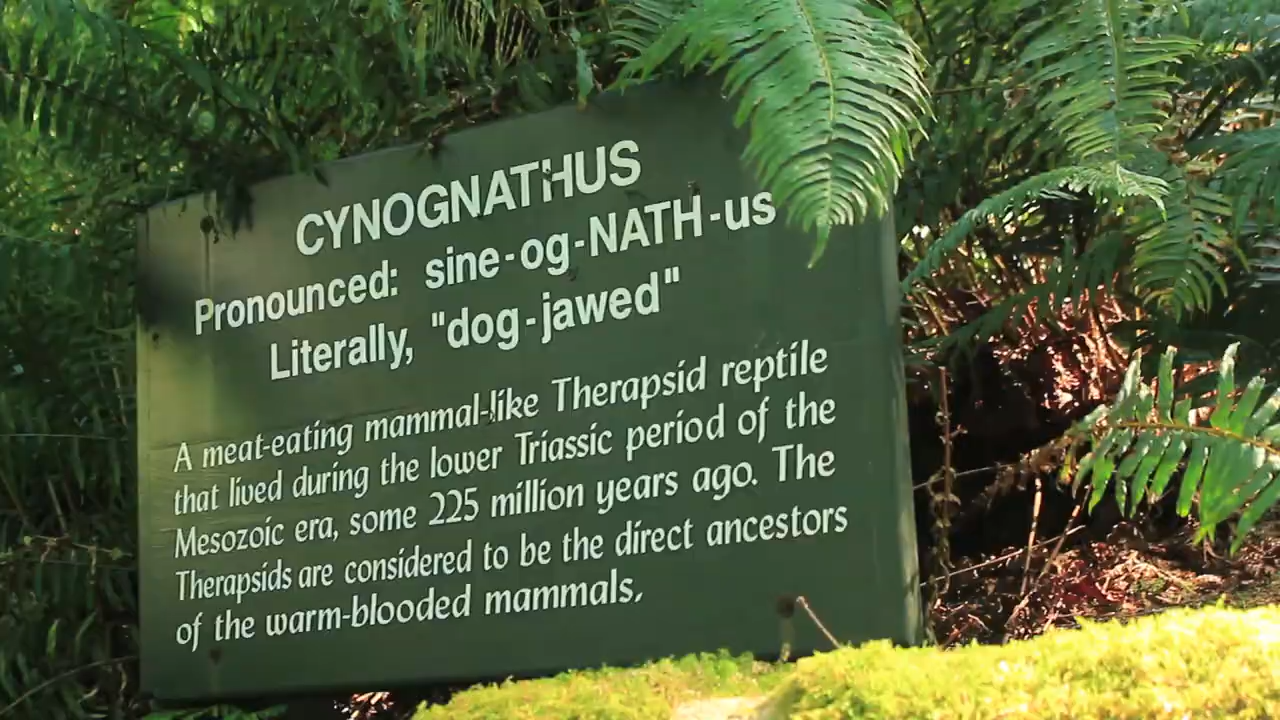 CYNOGNATHUS
Pronounced: sine-og-NATH-us
Literally, "dog-jawed"
A meat-eating mammal-like Therapsid reptile
that lived during the lower Triassic period of the
Mesozoic era, some 225 million years ago. The
Therapsids are considered to be the direct ancestors
of the warm-blooded mammals.